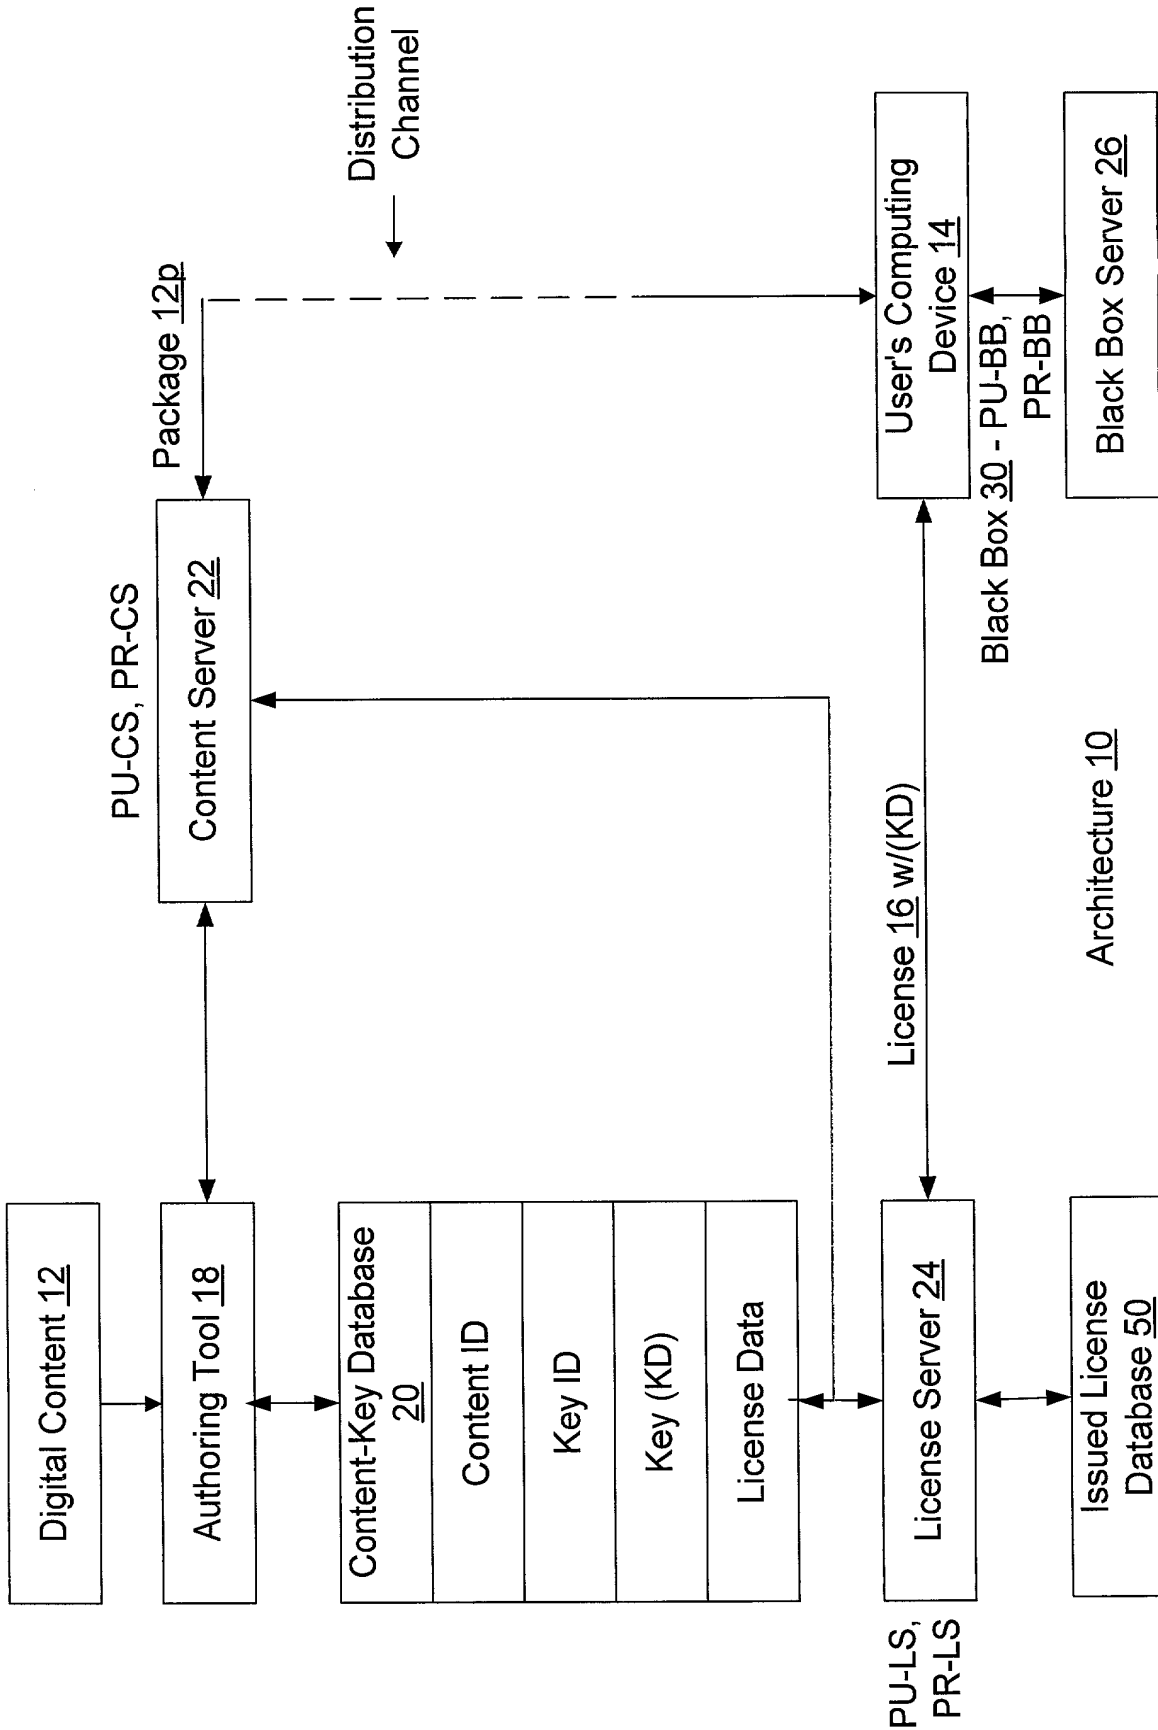 Digital Content 12
Authoring Tool 18
Content-Key Database
20
Content ID
Key ID
Key (KD)
License Data
PU-LS,
PR-LS
License Server 24
Issued License
Database 50
PU-CS, PR-CS
Content Server 22
Package 12p
Distribution
Channel
License 16 w/(KD)
User's Computing
Device 14
Black Box 30 - PU-BB,
PR-BB
Black Box Server 26
Architecture 10